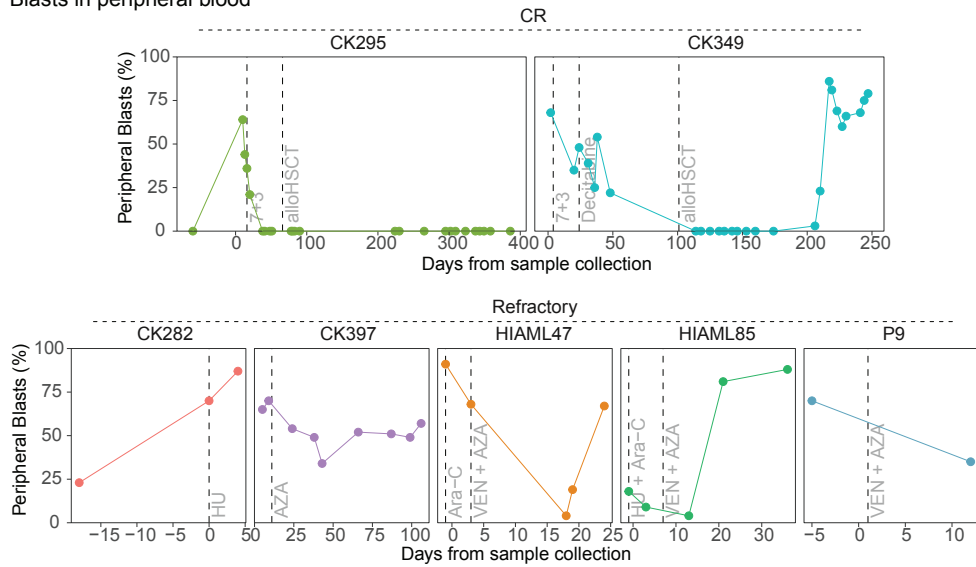 Blasts in peripheral blood
CR
CK295 CK349
Peripheral Blasts (%)
100
75
50
25
0
7+3
alloHSCT
7+3
Decitabine
alloHSCT
0 100 200 300 400 0 50 100 150 200 250
Days from sample collection
Refractory
CK282 CK397 HIAML47 HIAML85 P9
Peripheral Blasts (%)
100
75
50
25
0
HU
AZA
Ara−C
VEN + AZA
HU + Ara−C
VEN + AZA
VEN + AZA
−15 −10 −5 0 5 0 50 100 0 5 10 15 20 25 0 10 20 30 −5 0 5 10
Days from sample collection